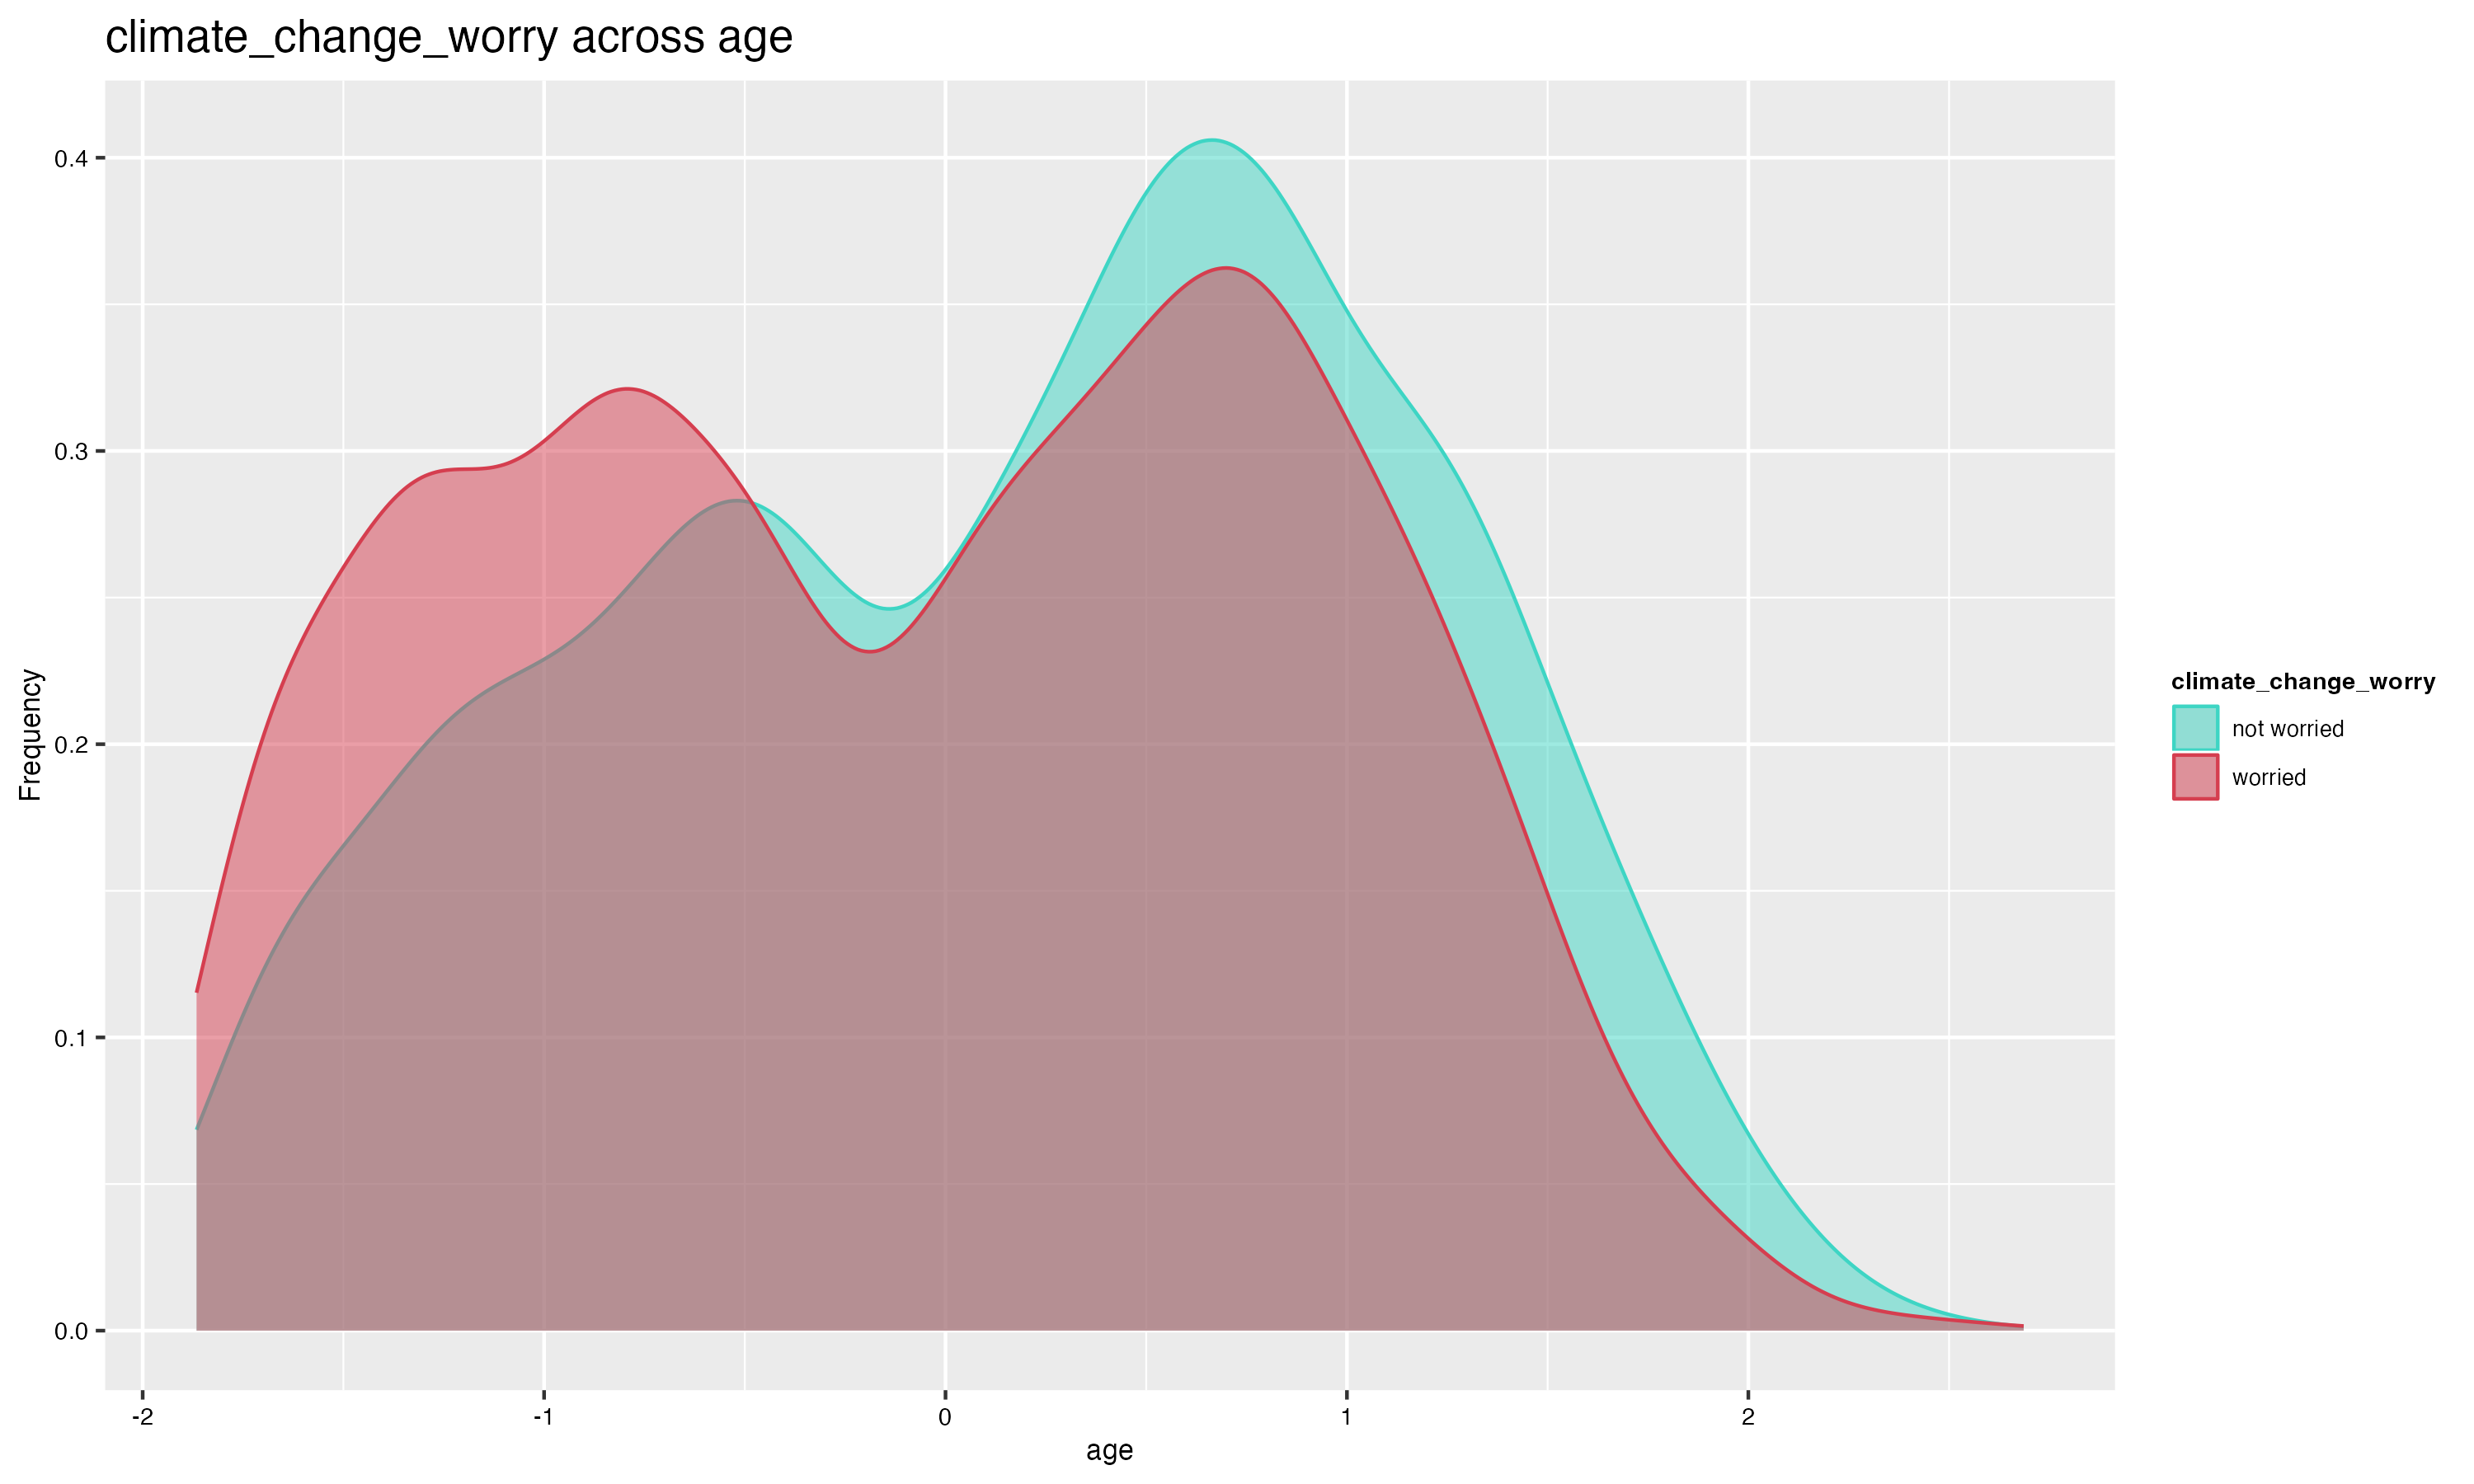 climate_change_worry across age
Frequency
0.4
0.3
0.2
0.1
0.0
-2
-1
0
1
2
age
climate_change_worry
not worried
worried